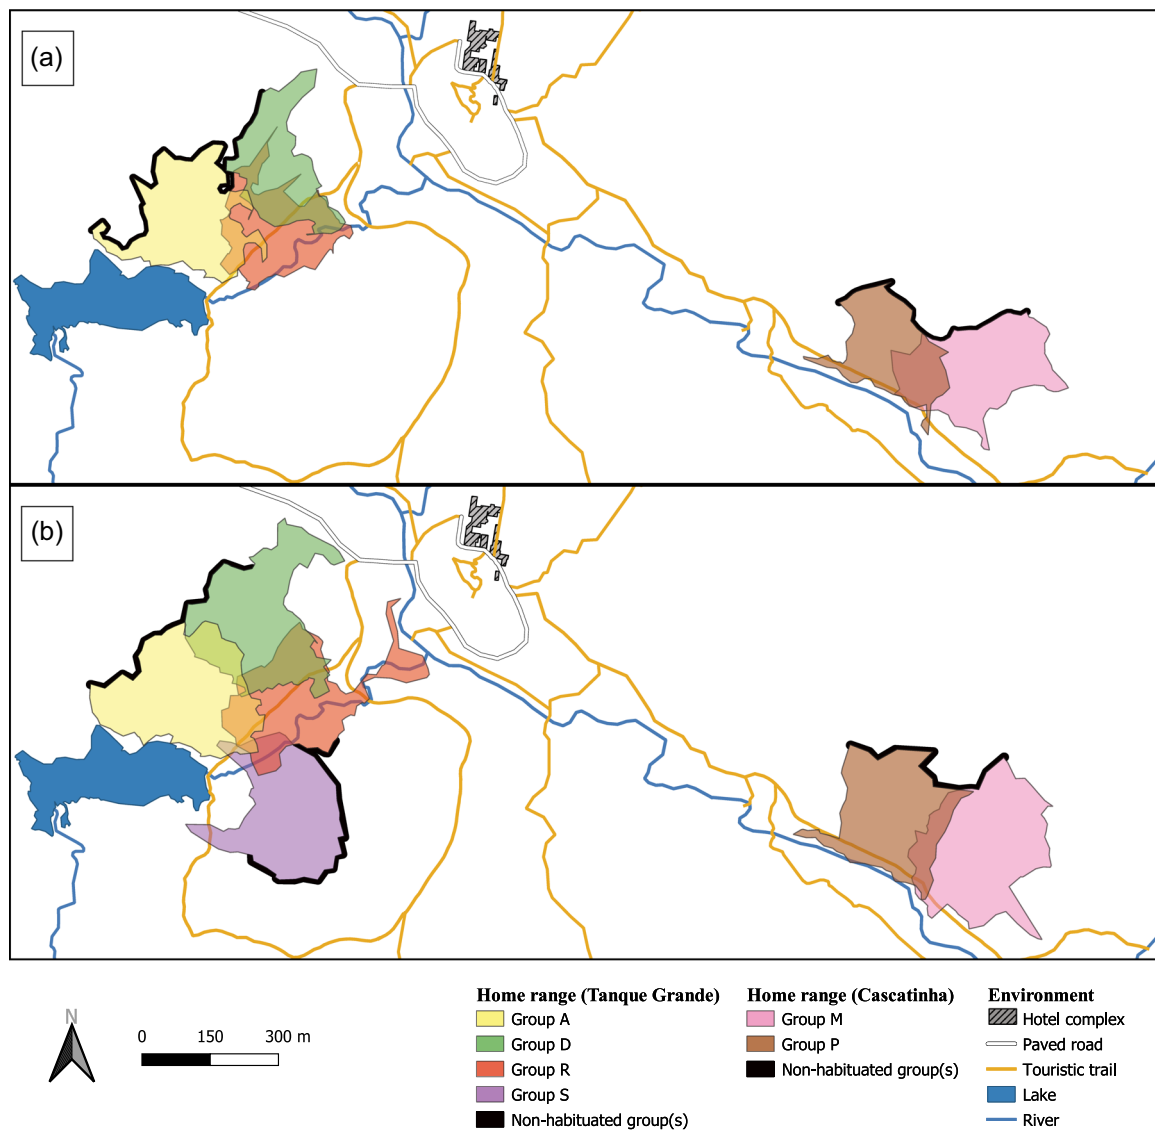 (a)
(b)
N
0 150 300 m
Home range (Tanque Grande)
Group A
Group D
Group R
Group S
Non-habituated group(s)
Home range (Cascatinha)
Group M
Group P
Non-habituated group(s)
Environment
Hotel complex
Paved road
Touristic trail
Lake
River